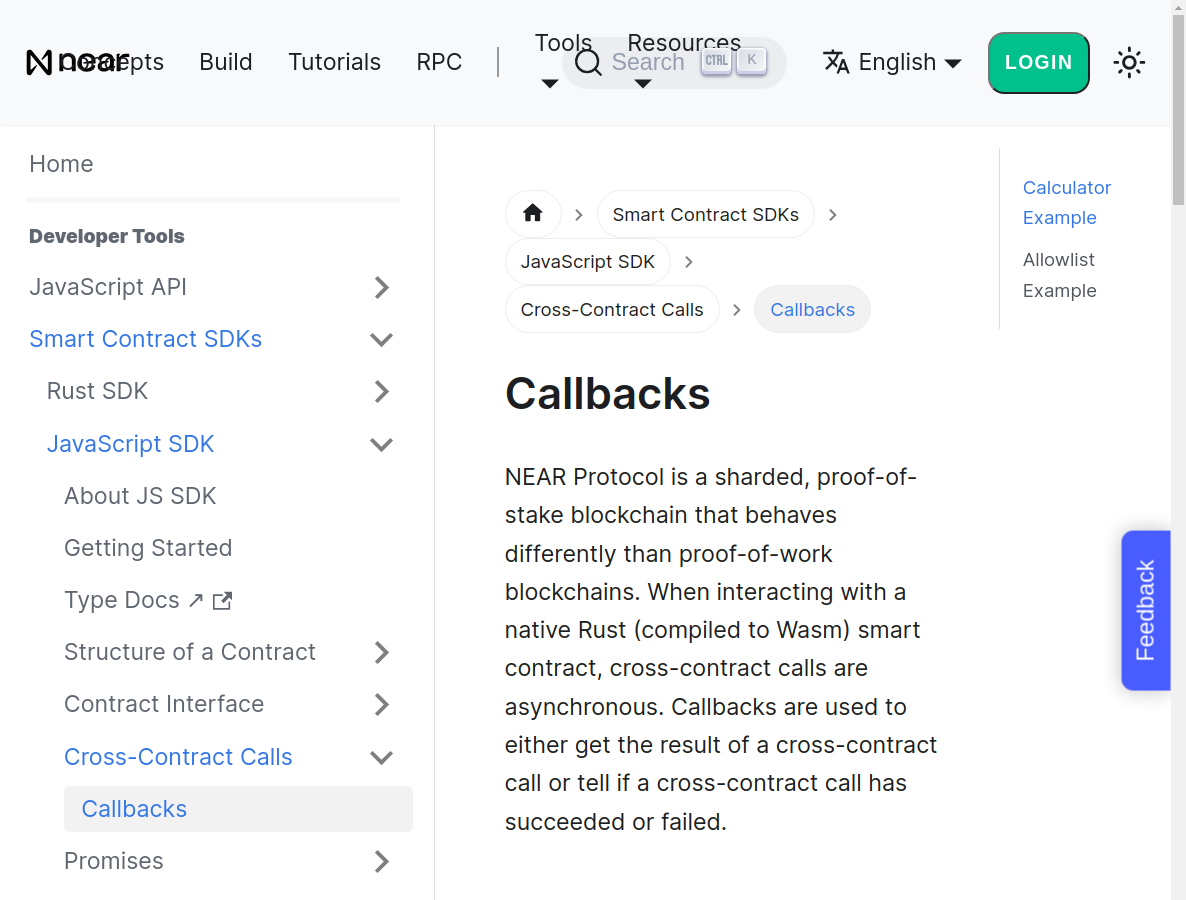 near
Concepts
Build
Tutorials
RPC
Tools
Resources
Search
CTRL
K
English
LOGIN
Home
Developer Tools
JavaScript API
Smart Contract SDKs
Rust SDK
JavaScript SDK
About JS SDK
Getting Started
Type Docs ↗
Structure of a Contract
Contract Interface
Cross-Contract Calls
Callbacks
Promises
Smart Contract SDKs
JavaScript SDK
Cross-Contract Calls
Callbacks
Callbacks
NEAR Protocol is a sharded, proof-of-
stake blockchain that behaves
differently than proof-of-work
blockchains. When interacting with a
native Rust (compiled to Wasm) smart
contract, cross-contract calls are
asynchronous. Callbacks are used to
either get the result of a cross-contract
call or tell if a cross-contract call has
succeeded or failed.
Calculator
Example
Allowlist
Example
Feedback